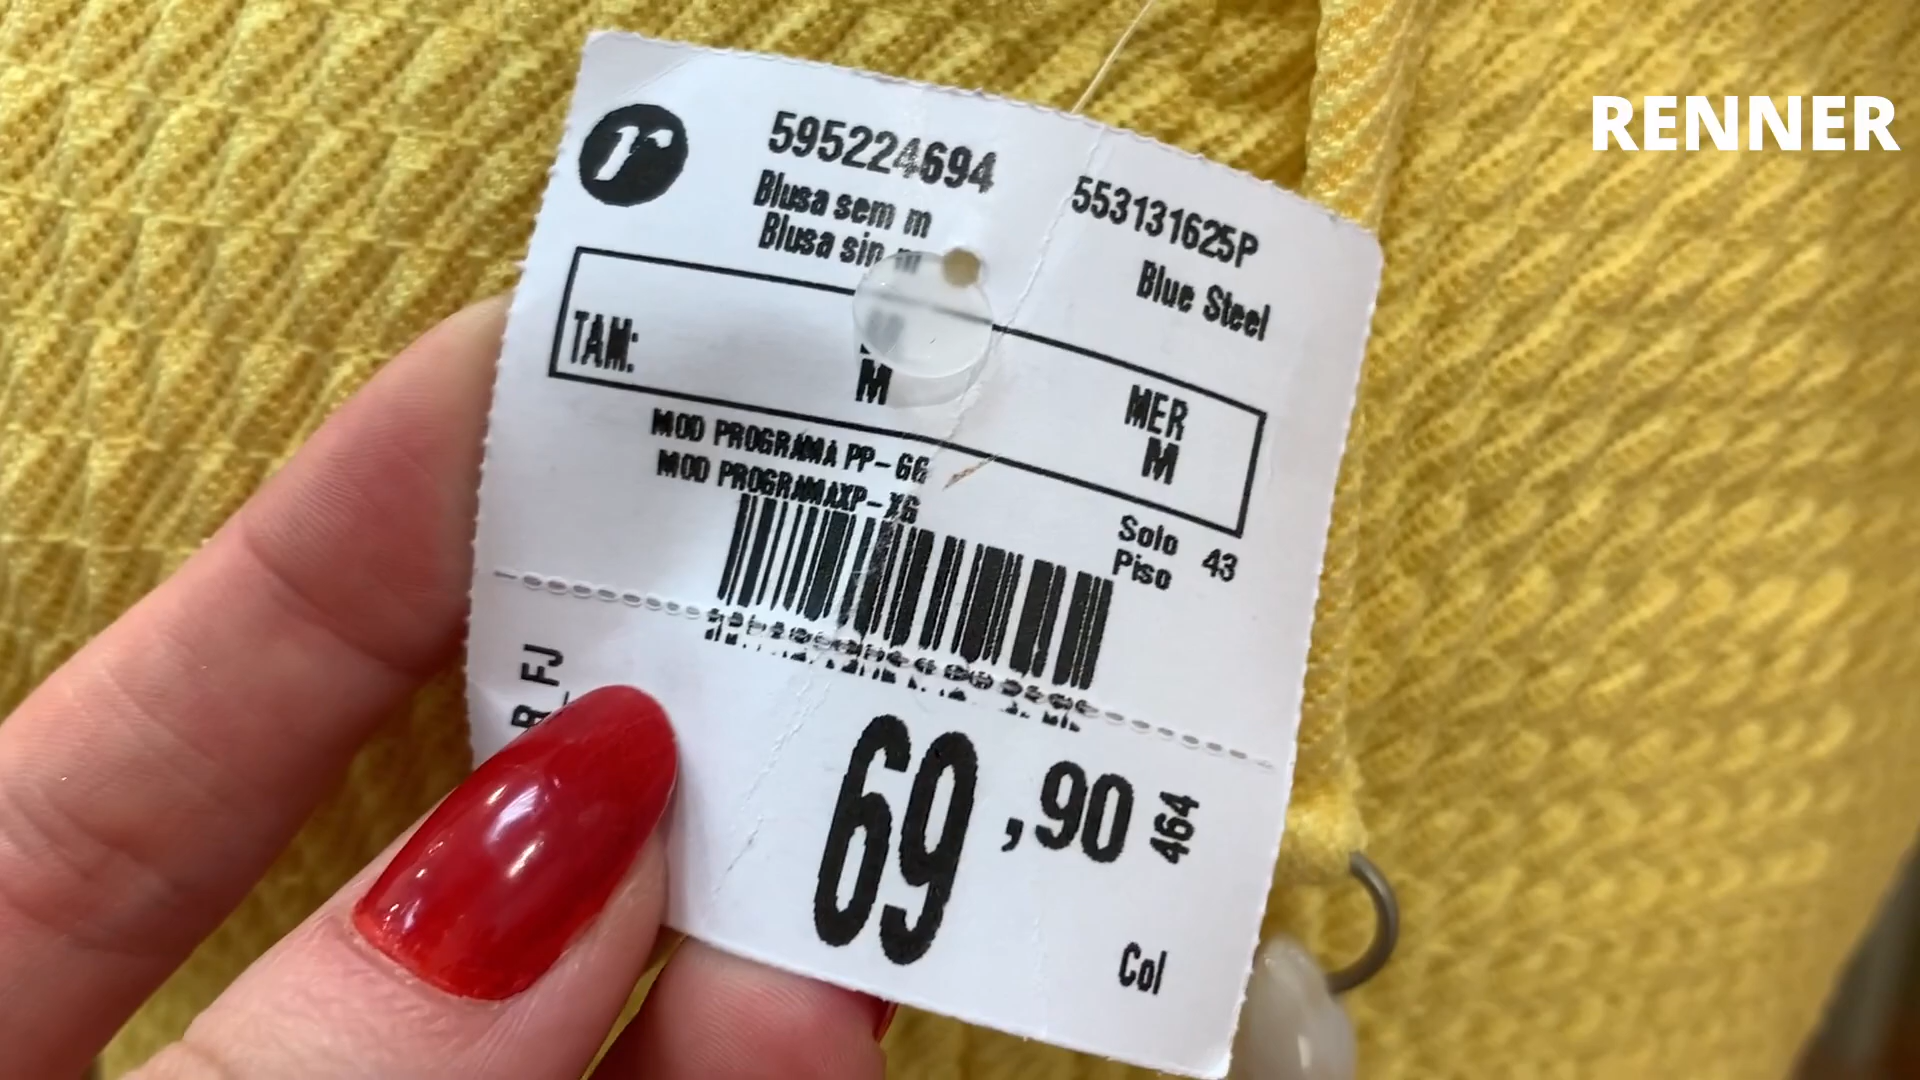 RENNER
r
595224694
Blusa sem m
Blusa sin m
553131625P
Blue Steel
TAM:
M
MER
M
MOD PROGRAMA PP-GG
MOD PROGRAMAXP-XG
Solo 43
Piso
FJ
69,90
464
Col